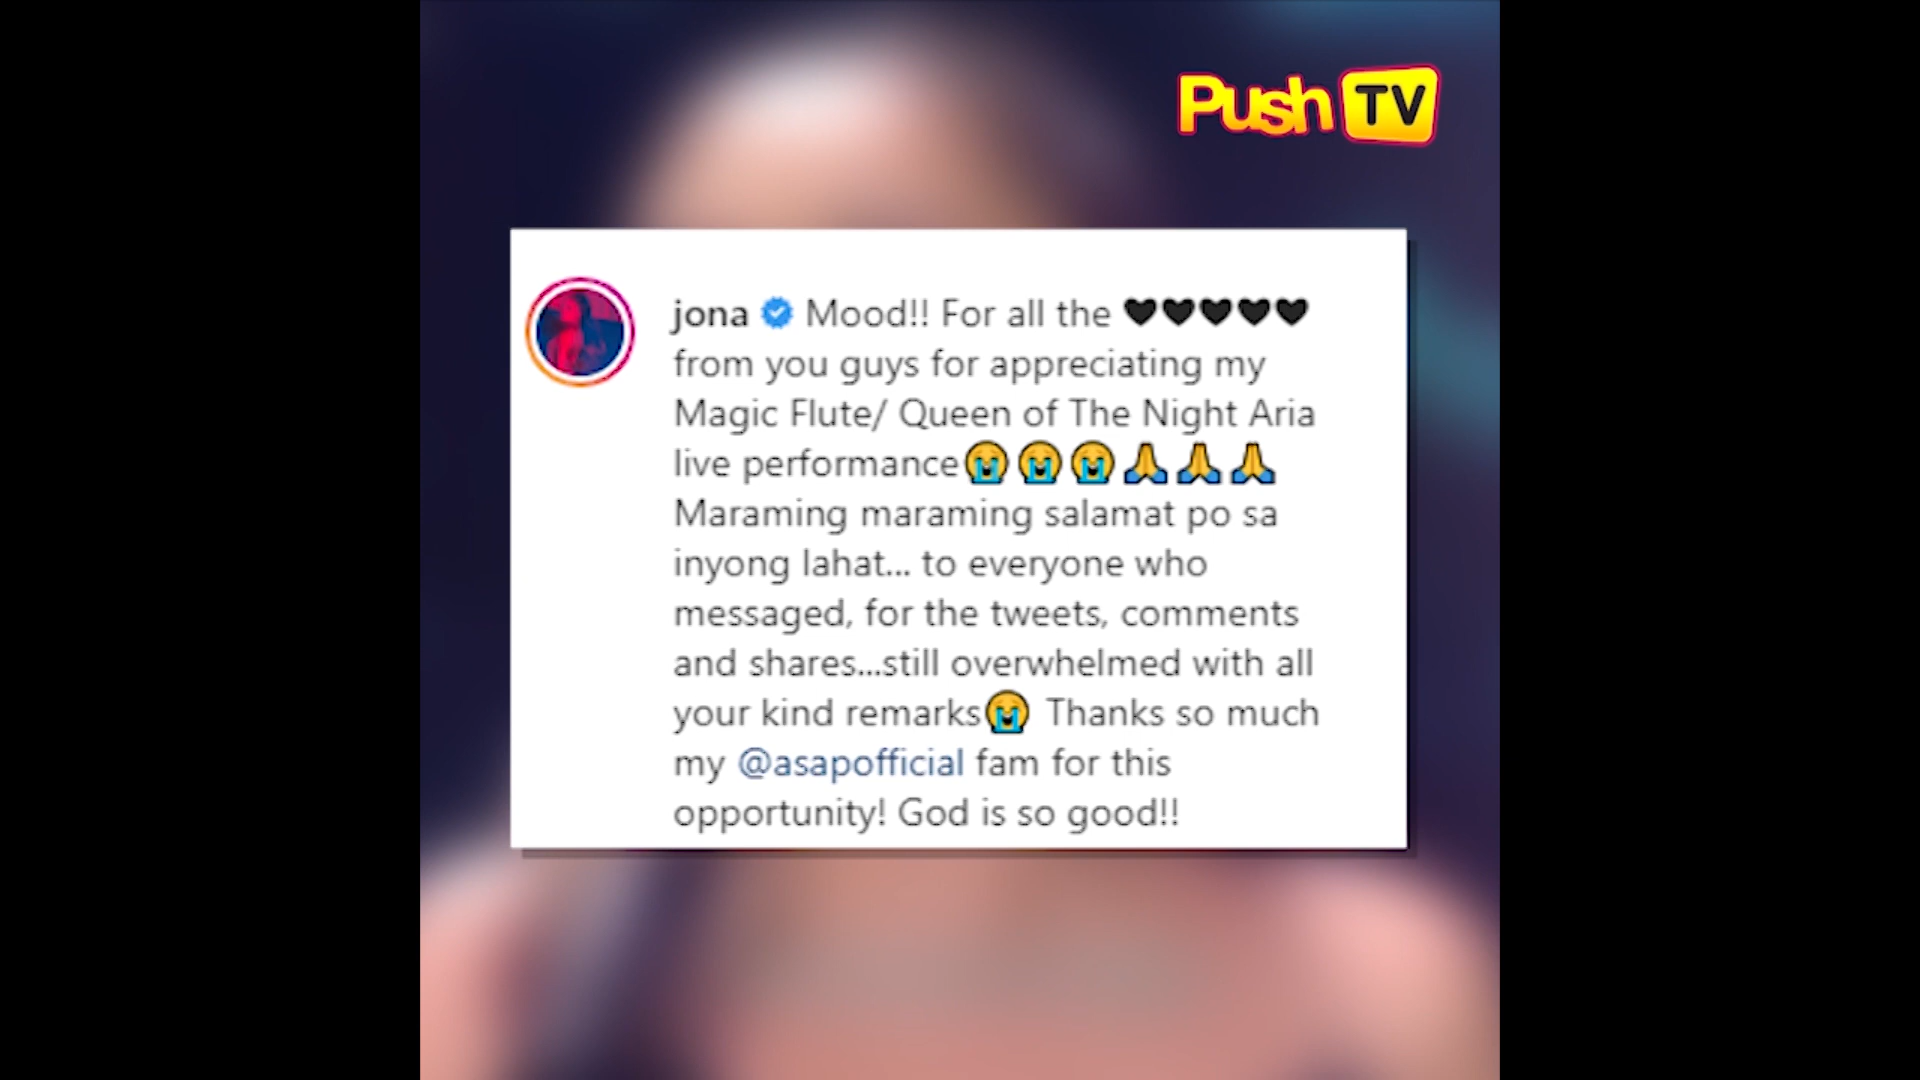 Push TV
jona Mood!! For all the 🖤🖤🖤🖤🖤
from you guys for appreciating my
Magic Flute/ Queen of The Night Aria
live performance😭😭😭🙏🙏🙏
Maraming maraming salamat po sa
inyong lahat... to everyone who
messaged, for the tweets, comments
and shares...still overwhelmed with all
your kind remarks😭 Thanks so much
my @asapofficial fam for this
opportunity! God is so good!!